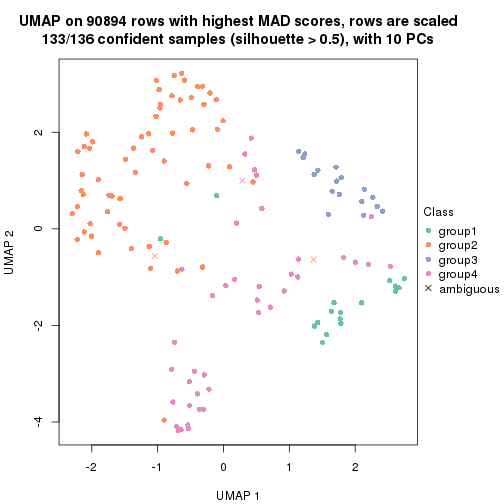 UMAP on 90894 rows with highest MAD scores, rows are scaled
133/136 confident samples (silhouette > 0.5), with 10 PCs
UMAP 2
2
0
-2
-4
-2
-1
0
1
2
UMAP 1
Class
group1
group2
group3
group4
ambiguous